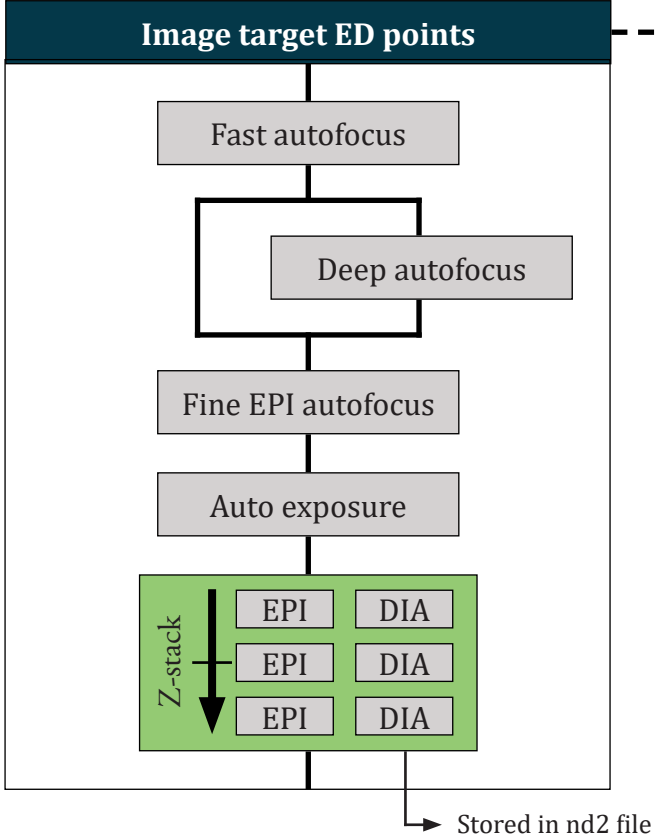 Image target ED points
Fast autofocus
Deep autofocus
Fine EPI autofocus
Auto exposure
Z-stack
EPI DIA
EPI DIA
EPI DIA
Stored in nd2 file